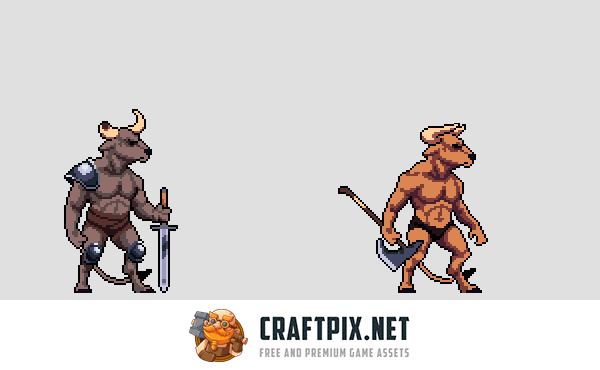 CRAFTPIX.NET
FREE AND PREMIUM GAME ASSETS